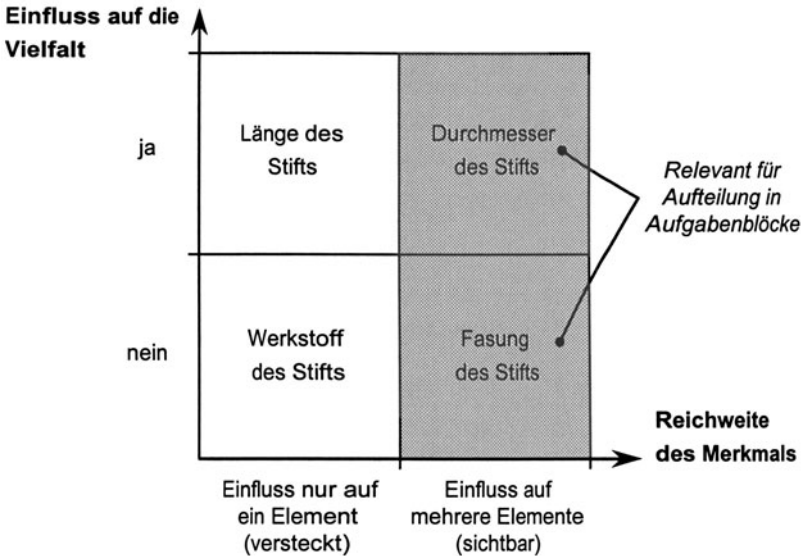 Einfluss auf die
Vielfalt
ja
Länge des
Stifts
Durchmesser
des Stifts
Relevant für
Aufteilung in
Aufgabenblöcke
nein
Werkstoff
des Stifts
Fasung
des Stifts
Reichweite
des Merkmals
Einfluss nur auf
ein Element
(versteckt)
Einfluss auf
mehrere Elemente
(sichtbar)